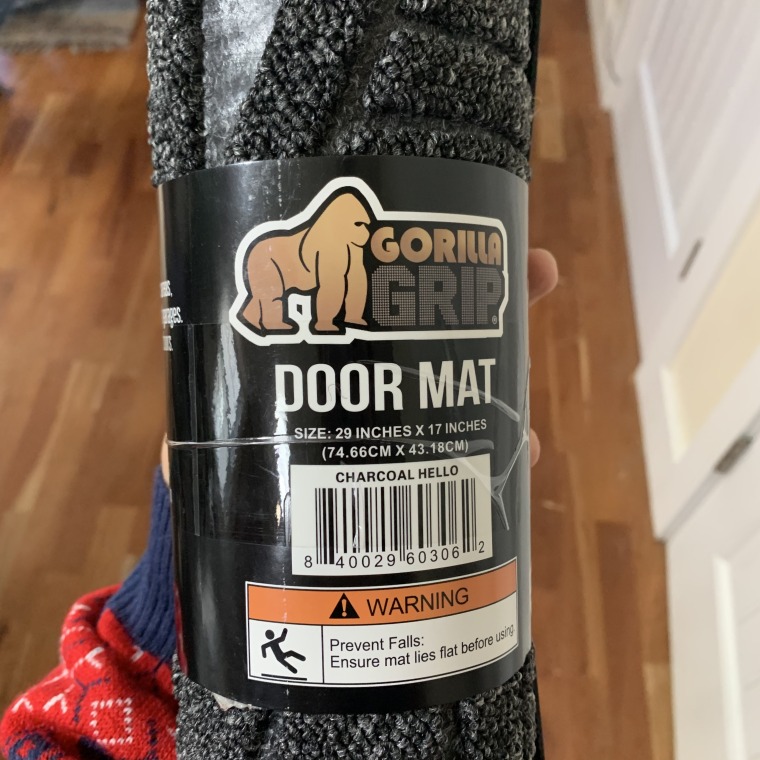 GORILLA
GRIP
DOOR MAT
SIZE: 29 INCHES X 17 INCHES
(74.66CM X 43.18CM)
CHARCOAL HELLO
8 40029 60306 2
WARNING
Prevent Falls:
Ensure mat lies flat before using.